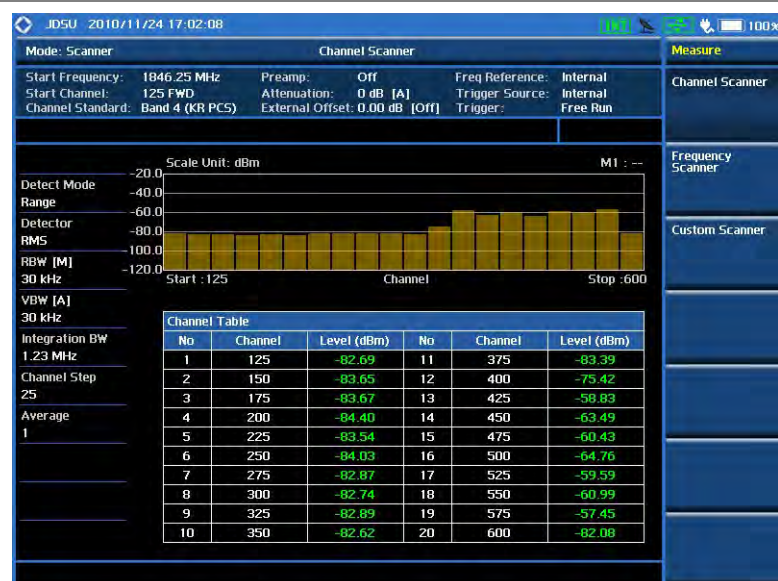 JDSU 2010/11/24 17:02:08
INT
100%
Mode: Scanner Channel Scanner
Measure
Start Frequency: 1846.25 MHz Preamp: Off Freq Reference: Internal
Start Channel: 125 FWD Attenuation: 0 dB [A] Trigger Source: Internal
Channel Standard: Band 4 (KR PCS) External Offset: 0.00 dB [Off] Trigger: Free Run
Channel Scanner
Frequency Scanner
Custom Scanner
Detect Mode
Range
Detector
RMS
RBW [M]
30 kHz
VBW [A]
30 kHz
Integration BW
1.23 MHz
Channel Step
25
Average
1
Scale Unit: dBm M1 : --
-20.0
-40.0
-60.0
-80.0
-100.0
-120.0
Start :125 Channel Stop :600
Channel Table
No Channel Level (dBm) No Channel Level (dBm)
1 125 -82.69 11 375 -83.39
2 150 -83.65 12 400 -75.42
3 175 -83.67 13 425 -58.83
4 200 -84.40 14 450 -63.49
5 225 -83.54 15 475 -60.43
6 250 -84.03 16 500 -64.76
7 275 -82.87 17 525 -59.59
8 300 -82.74 18 550 -60.99
9 325 -82.89 19 575 -57.45
10 350 -82.62 20 600 -82.08